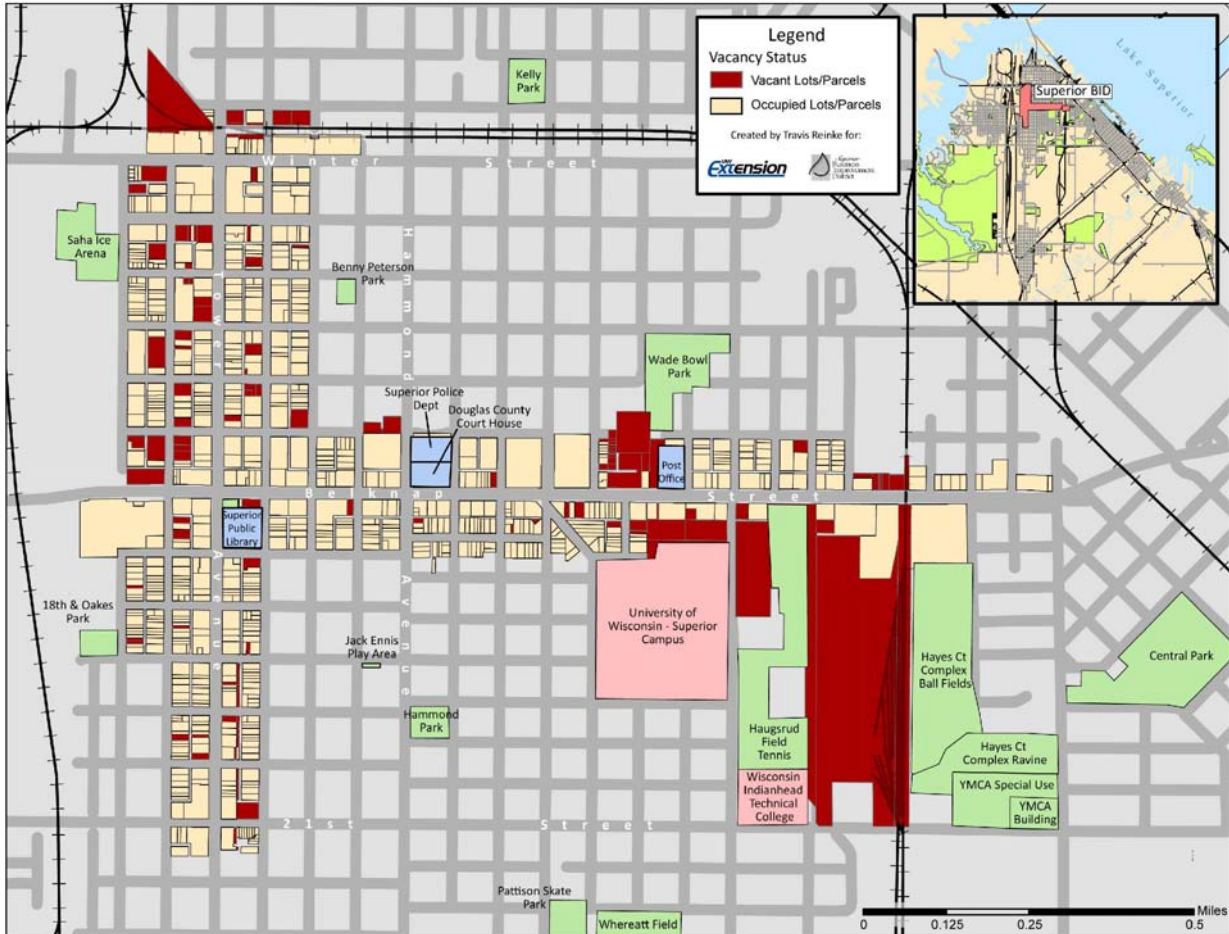 Legend
Vacancy Status
Vacant Lots/Parcels
Occupied Lots/Parcels
Created by Travis Reinke for:
UW
Extension
Superior
Business
Improvement
District
Lake Superior
Superior BID
Kelly
Park
Winter Street
Saha Ice
Arena
Benny Peterson
Park
Hammond
Tower
Wade Bowl
Park
Superior Police
Dept
Douglas County
Court House
Post
Office
Belknap Street
Superior
Public
Library
Avenue
Avenue
18th & Oakes
Park
Jack Ennis
Play Area
University of
Wisconsin - Superior
Campus
Hayes Ct
Complex
Ball Fields
Central Park
Hammond
Park
Haugsrud
Field
Tennis
Hayes Ct
Complex Ravine
Wisconsin
Indianhead
Technical
College
YMCA Special Use
YMCA
Building
21st Street
Pattison Skate
Park
Whereatt Field
Miles
0 0.125 0.25 0.5